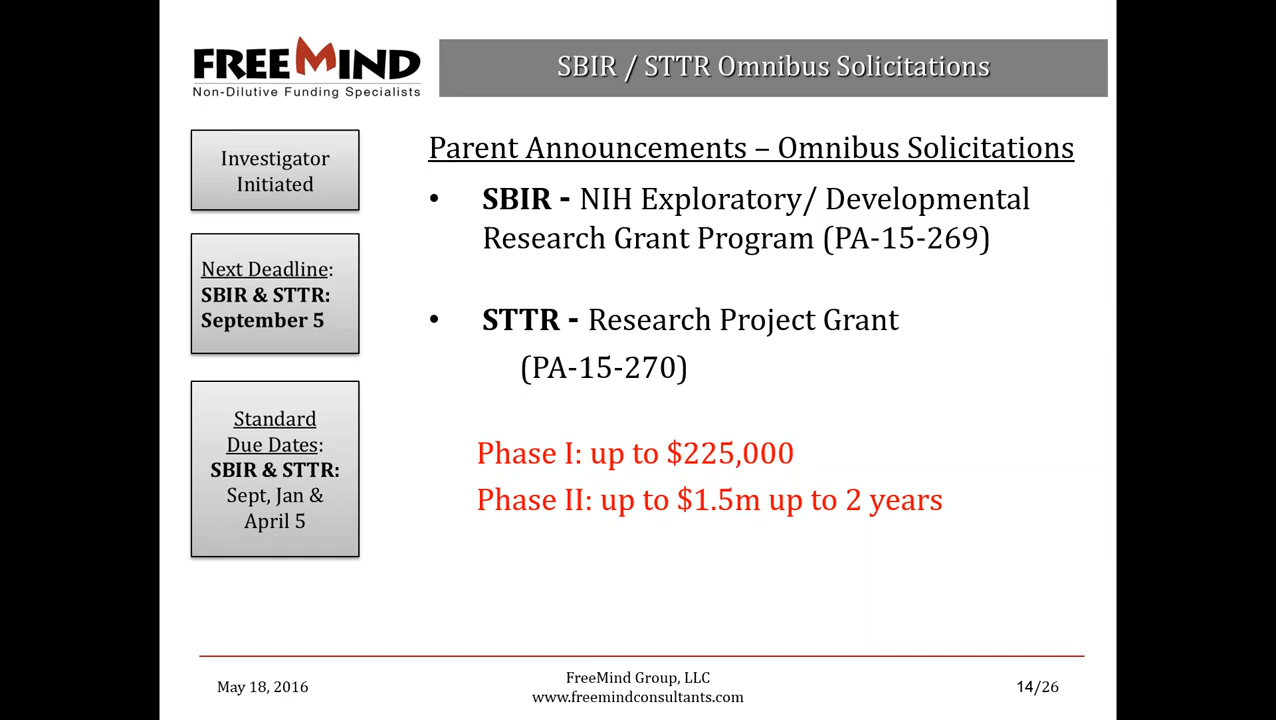 FREEMIND
Non-Dilutive Funding Specialists
SBIR / STTR Omnibus Solicitations
Investigator
Initiated
Next Deadline:
SBIR & STTR:
September 5
Standard
Due Dates:
SBIR & STTR:
Sept, Jan &
April 5
Parent Announcements – Omnibus Solicitations
• SBIR - NIH Exploratory/ Developmental
Research Grant Program (PA-15-269)
• STTR - Research Project Grant
(PA-15-270)
Phase I: up to $225,000
Phase II: up to $1.5m up to 2 years
May 18, 2016
FreeMind Group, LLC
www.freemindconsultants.com
14/26